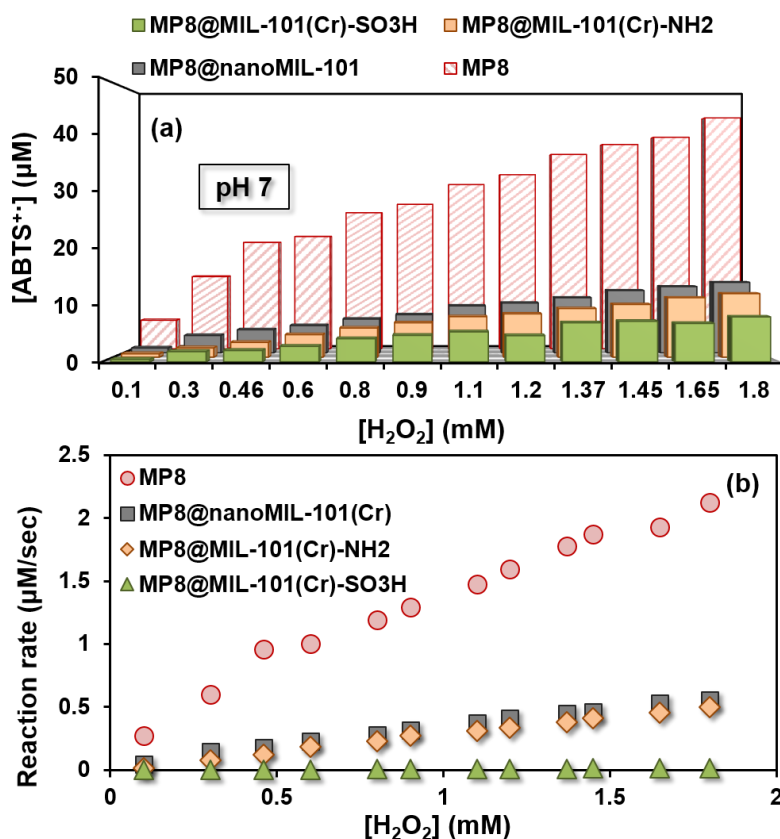 MP8@MIL-101(Cr)-SO3H MP8@MIL-101(Cr)-NH2
MP8@nanoMIL-101 MP8
50
40
30
20
10
0
[ABTS⁺·] (µM)
(a)
pH 7
0.1 0.3 0.46 0.6 0.8 0.9 1.1 1.2 1.37 1.45 1.65 1.8
[H₂O₂] (mM)
2.5
2
1.5
1
0.5
0
Reaction rate (µM/sec)
(b)
MP8
MP8@nanoMIL-101(Cr)
MP8@MIL-101(Cr)-NH2
MP8@MIL-101(Cr)-SO3H
0 0.5 1 1.5 2
[H₂O₂] (mM)